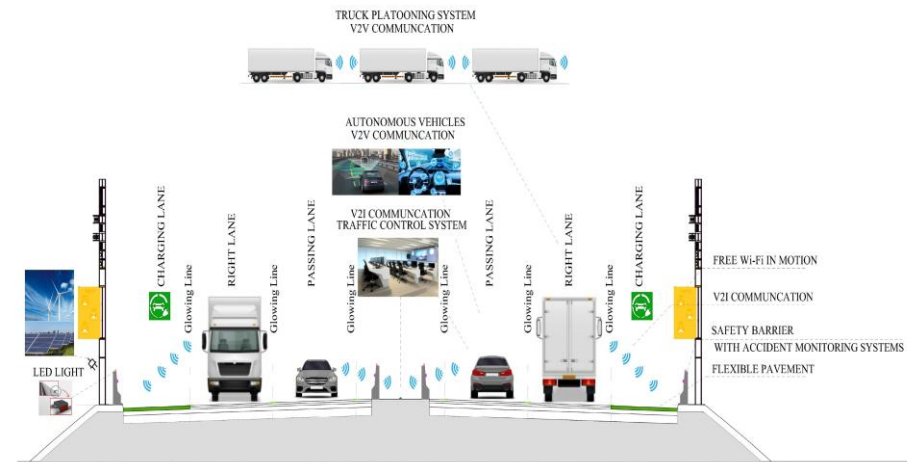 TRUCK PLATOONING SYSTEM
V2V COMMUNCATION
AUTONOMOUS VEHICLES
V2V COMMUNCATION
V2I COMMUNCATION
TRAFFIC CONTROL SYSTEM
CHARGING LANE
Glowing Line
RIGHT LANE
Glowing Line
PASSING LANE
Glowing Line
Glowing Line
PASSING LANE
Glowing Line
RIGHT LANE
Glowing Line
CHARGING LANE
FREE Wi-Fi IN MOTION
V2I COMMUNCATION
SAFETY BARRIER
WITH ACCIDENT MONITORING SYSTEMS
FLEXIBLE PAVEMENT
LED LIGHT